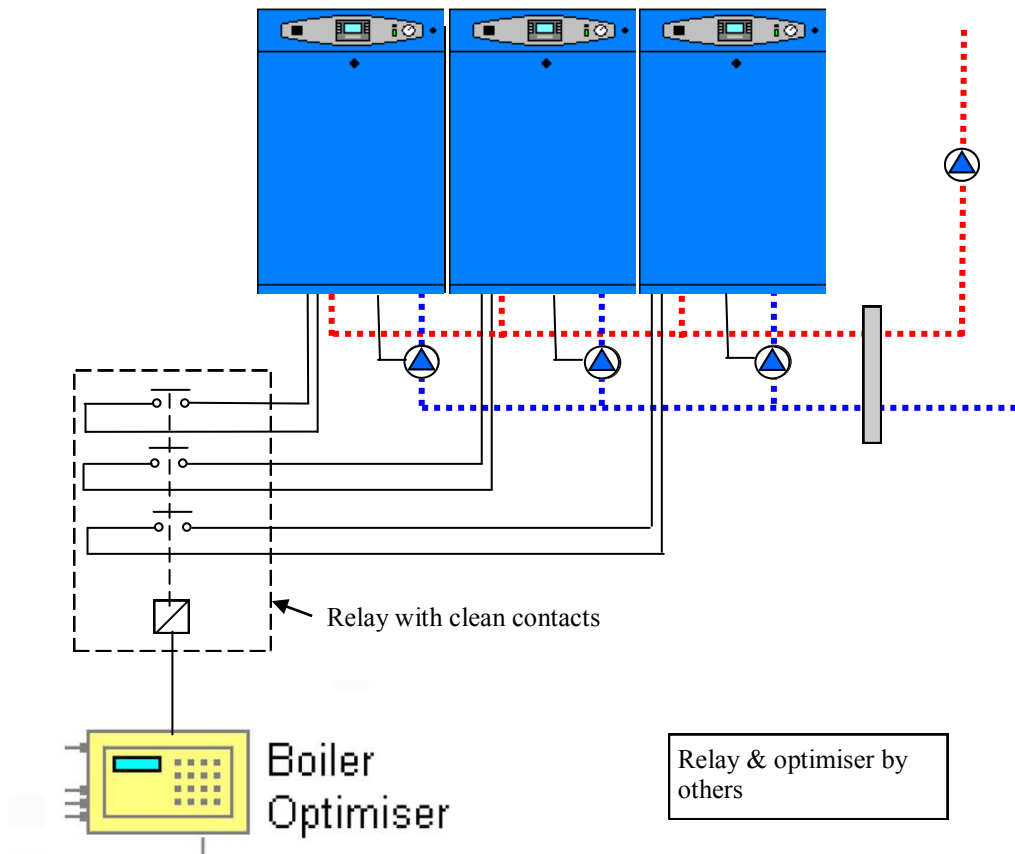 Relay with clean contacts
Boiler
Optimiser
Relay & optimiser by
others